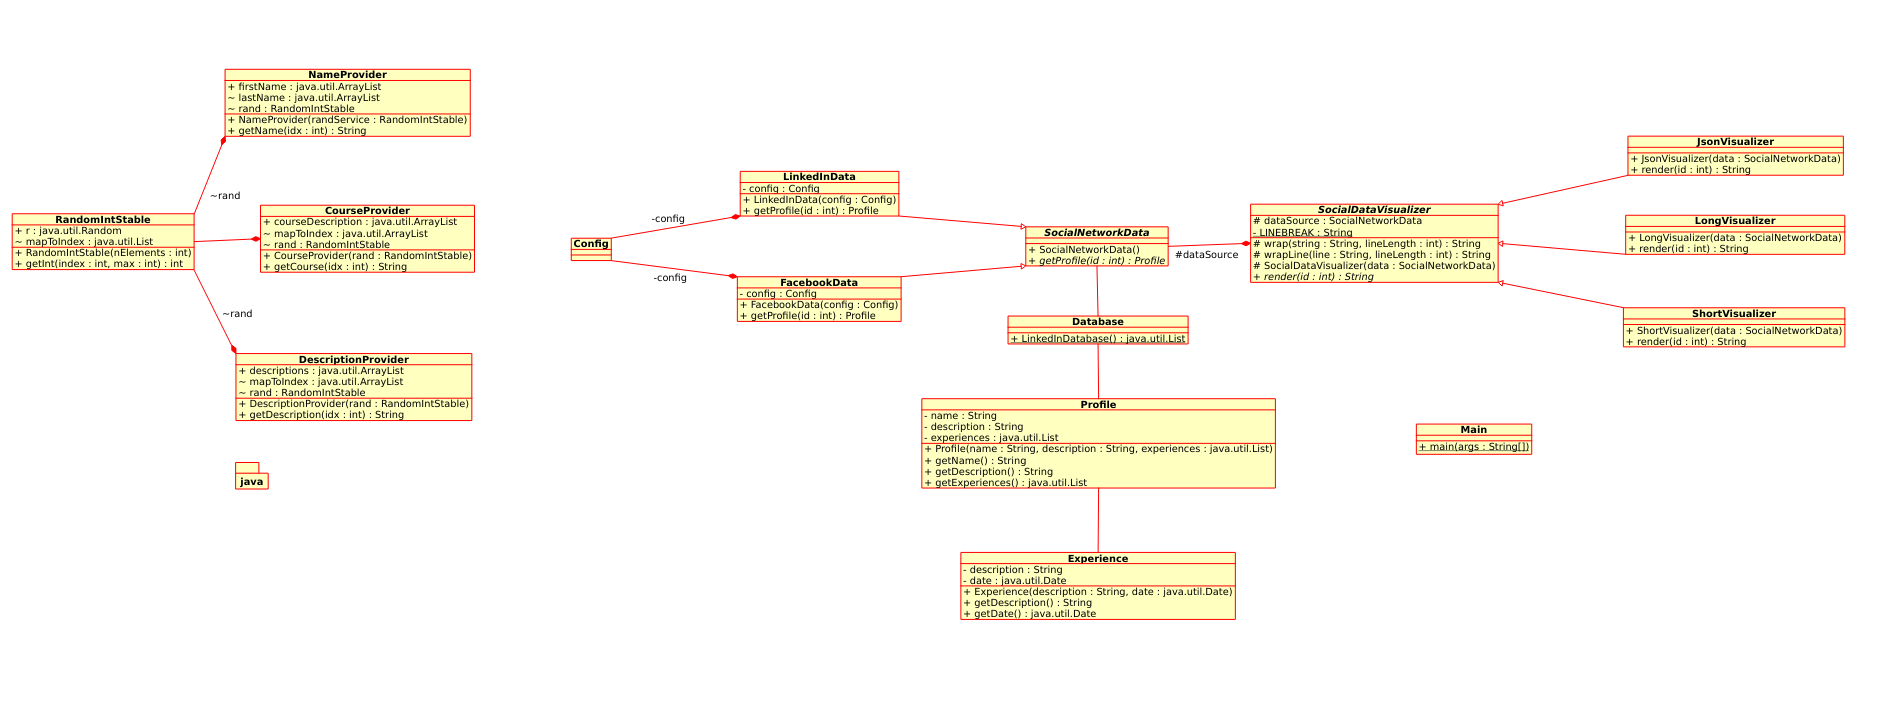 NameProvider
+ firstName : java.util.ArrayList
~ lastName : java.util.ArrayList
~ rand : RandomIntStable
+ NameProvider(randService : RandomIntStable)
+ getName(idx : int) : String
~rand
RandomIntStable
+ r : java.util.Random
~ mapToIndex : java.util.List
+ RandomIntStable(nElements : int)
+ getInt(index : int, max : int) : int
CourseProvider
+ courseDescription : java.util.ArrayList
~ mapToIndex : java.util.ArrayList
~ rand : RandomIntStable
+ CourseProvider(rand : RandomIntStable)
+ getCourse(idx : int) : String
~rand
DescriptionProvider
+ descriptions : java.util.ArrayList
~ mapToIndex : java.util.ArrayList
~ rand : RandomIntStable
+ DescriptionProvider(rand : RandomIntStable)
+ getDescription(idx : int) : String
java
LinkedInData
- config : Config
+ LinkedInData(config : Config)
+ getProfile(id : int) : Profile
-config
Config
-config
FacebookData
- config : Config
+ FacebookData(config : Config)
+ getProfile(id : int) : Profile
SocialNetworkData
+ SocialNetworkData()
+ getProfile(id : int) : Profile
#dataSource
SocialDataVisualizer
# dataSource : SocialNetworkData
- LINEBREAK : String
# wrap(string : String, lineLength : int) : String
# wrapLine(line : String, lineLength : int) : String
# SocialDataVisualizer(data : SocialNetworkData)
+ render(id : int) : String
JsonVisualizer
+ JsonVisualizer(data : SocialNetworkData)
+ render(id : int) : String
LongVisualizer
+ LongVisualizer(data : SocialNetworkData)
+ render(id : int) : String
ShortVisualizer
+ ShortVisualizer(data : SocialNetworkData)
+ render(id : int) : String
Database
+ LinkedInDatabase() : java.util.List
Profile
- name : String
- description : String
- experiences : java.util.List
+ Profile(name : String, description : String, experiences : java.util.List)
+ getName() : String
+ getDescription() : String
+ getExperiences() : java.util.List
Main
+ main(args : String[])
Experience
- description : String
- date : java.util.Date
+ Experience(description : String, date : java.util.Date)
+ getDescription() : String
+ getDate() : java.util.Date